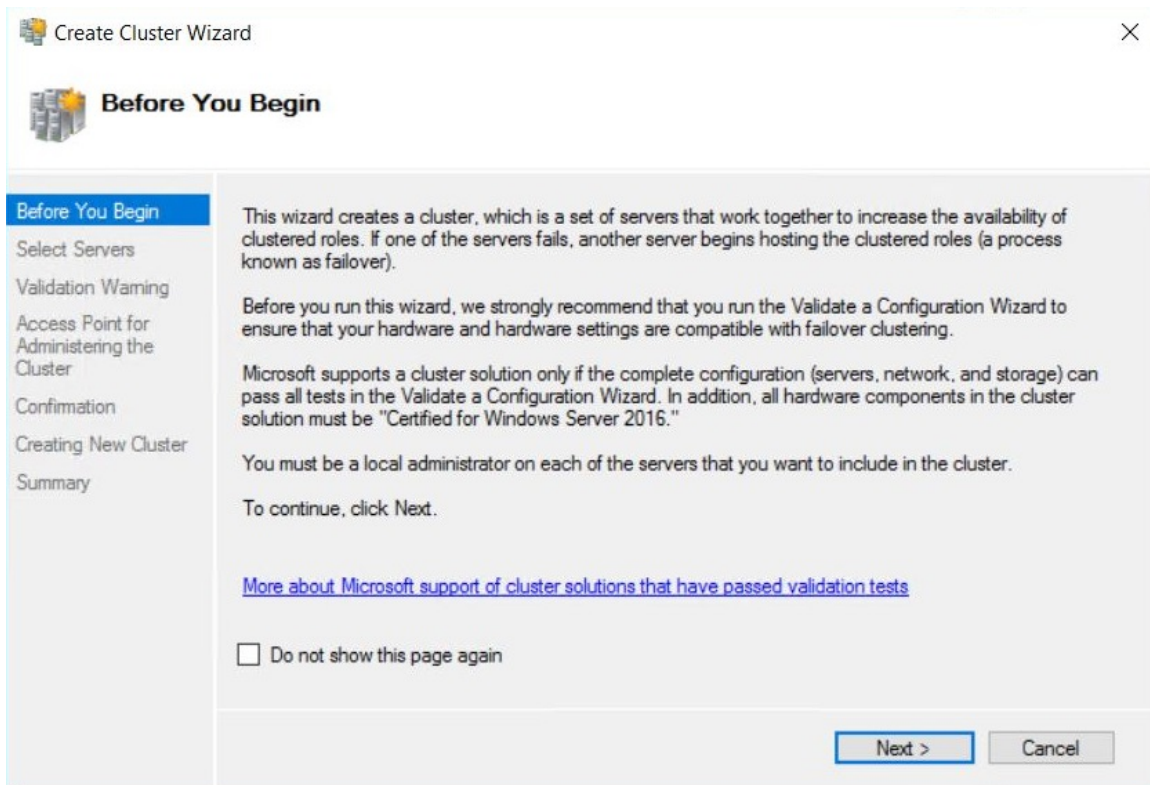 Create Cluster Wizard
Before You Begin
Before You Begin
Select Servers
Validation Warning
Access Point for
Administering the
Cluster
Confirmation
Creating New Cluster
Summary
This wizard creates a cluster, which is a set of servers that work together to increase the availability of
clustered roles. If one of the servers fails, another server begins hosting the clustered roles (a process
known as failover).
Before you run this wizard, we strongly recommend that you run the Validate a Configuration Wizard to
ensure that your hardware and hardware settings are compatible with failover clustering.
Microsoft supports a cluster solution only if the complete configuration (servers, network, and storage) can
pass all tests in the Validate a Configuration Wizard. In addition, all hardware components in the cluster
solution must be "Certified for Windows Server 2016."
You must be a local administrator on each of the servers that you want to include in the cluster.
To continue, click Next.
More about Microsoft support of cluster solutions that have passed validation tests
Do not show this page again
Next >
Cancel